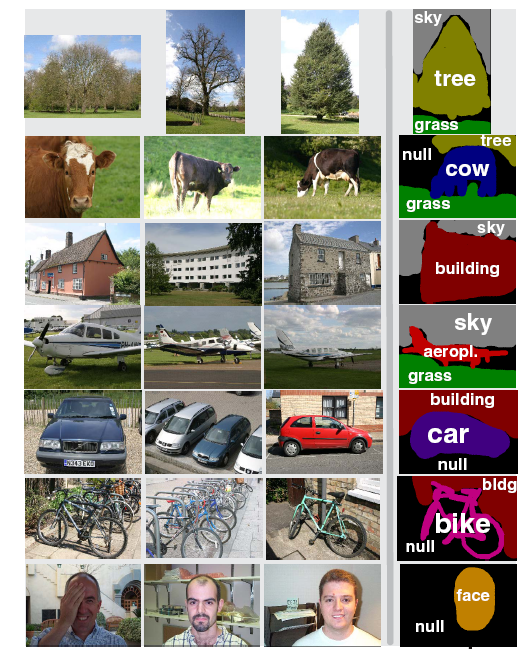 sky
tree
grass
tree
null
cow
grass
sky
building
sky
aeropl.
grass
building
car
null
bldg
bike
null
face
null